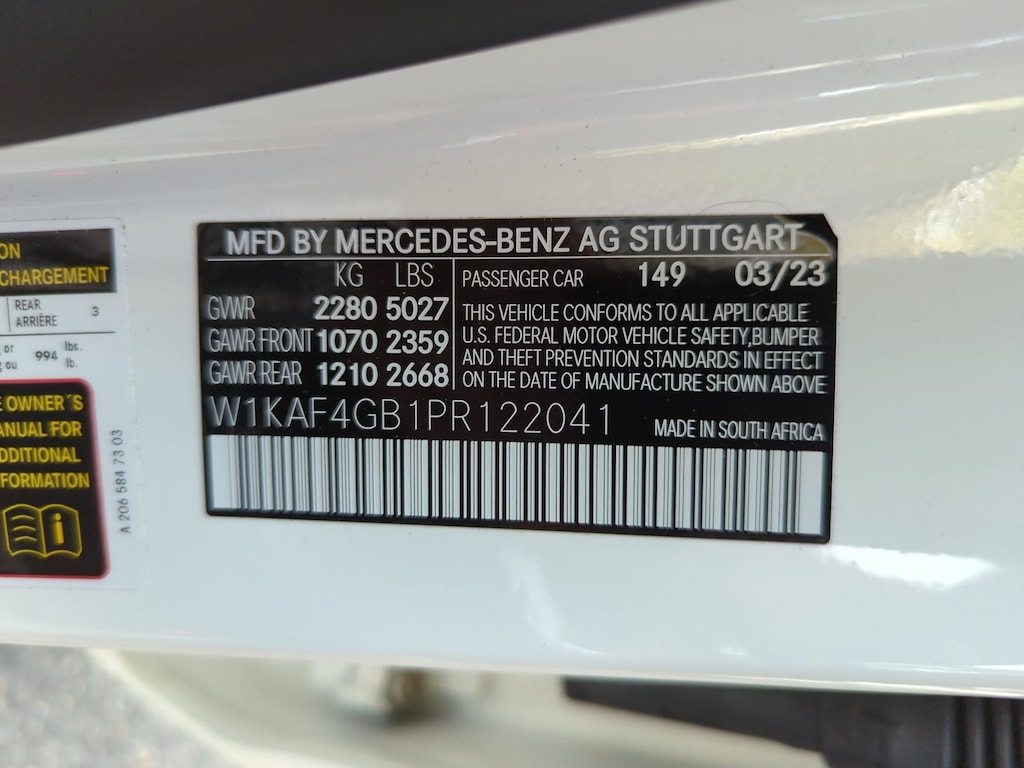 ON
CHARGEMENT
REAR
ARRIÈRE 3
or
ou 994 lbs.
lb.
OWNER´S
ANUAL FOR
DDITIONAL
FORMATION
i
A 206 584 73 03
MFD BY MERCEDES-BENZ AG STUTTGART
KG LBS PASSENGER CAR 149 03/23
GVWR 2280 5027
GAWR FRONT 1070 2359
GAWR REAR 1210 2668
THIS VEHICLE CONFORMS TO ALL APPLICABLE
U.S. FEDERAL MOTOR VEHICLE SAFETY,BUMPER
AND THEFT PREVENTION STANDARDS IN EFFECT
ON THE DATE OF MANUFACTURE SHOWN ABOVE
W1KAF4GB1PR122041 MADE IN SOUTH AFRICA